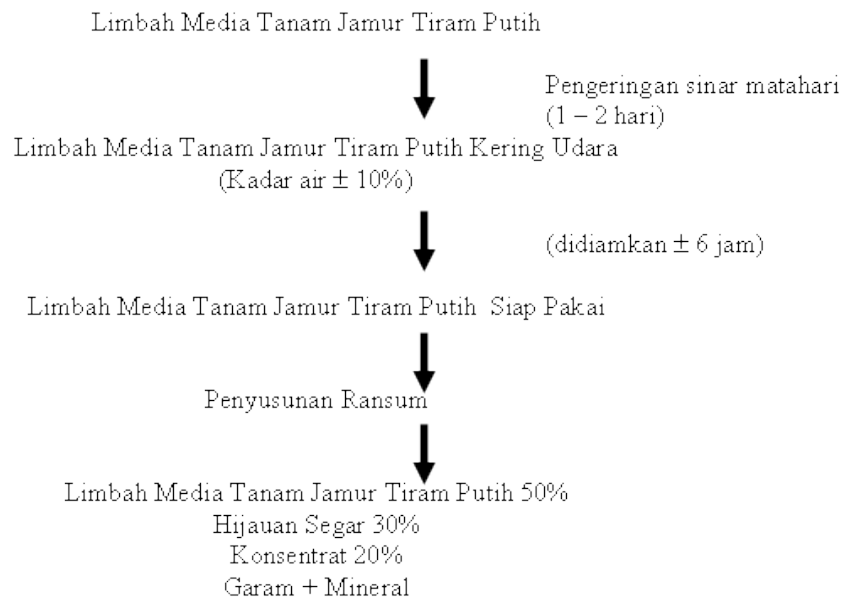 Limbah Media Tanam Jamur Tiram Putih
Pengeringan sinar matahari
(1 – 2 hari)
Limbah Media Tanam Jamur Tiram Putih Kering Udara
(Kadar air ± 10%)
(didiamkan ± 6 jam)
Limbah Media Tanam Jamur Tiram Putih  Siap Pakai
Penyusunan Ransum
Limbah Media Tanam Jamur Tiram Putih 50%
Hijauan Segar 30%
Konsentrat 20%
Garam + Mineral